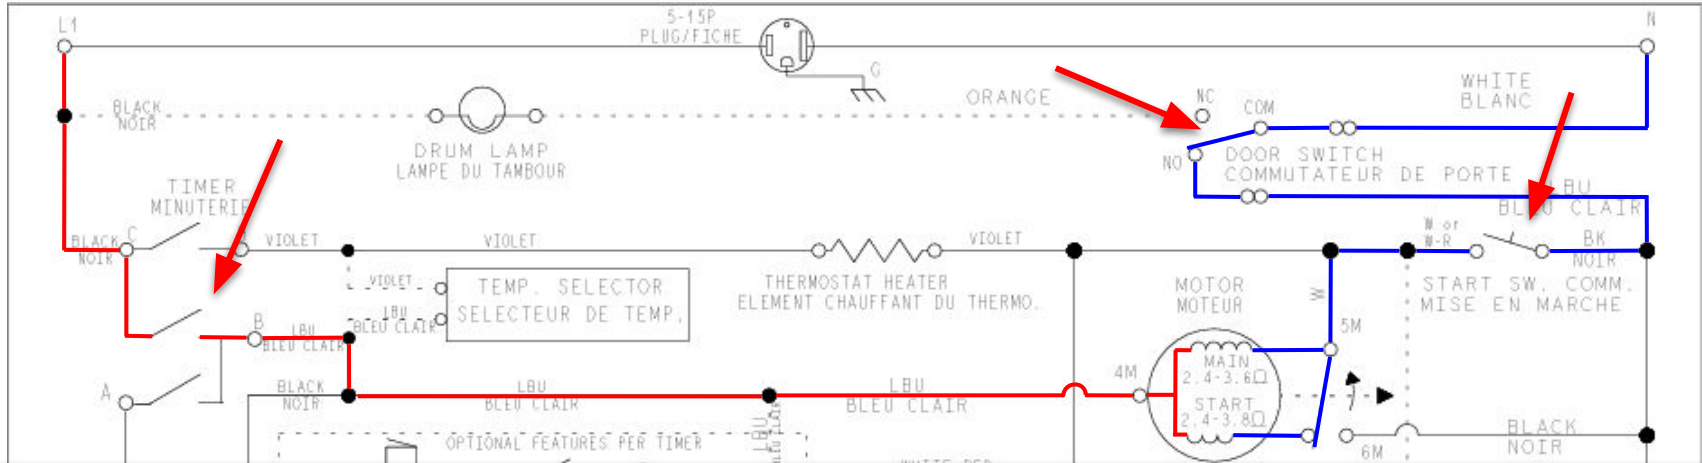 L1
5-15P
PLUG/FICHE
N
G
BLACK
NOIR
ORANGE
NC
COM
WHITE
BLANC
DRUM LAMP
LAMPE DU TAMBOUR
NO
DOOR SWITCH
COMMUTATEUR DE PORTE
TIMER
MINUTERIE
LBU
BLEU CLAIR
BLACK
NOIR
C
VIOLET
VIOLET
VIOLET
W or
W-R
BK
NOIR
VIOLET
TEMP. SELECTOR
SELECTEUR DE TEMP.
THERMOSTAT HEATER
ELEMENT CHAUFFANT DU THERMO.
MOTOR
MOTEUR
W
START SW. COMM.
MISE EN MARCHE
LBU
BLEU CLAIR
B
LBU
BLEU CLAIR
5M
MAIN
2.4-3.6Ω
4M
A
BLACK
NOIR
LBU
BLEU CLAIR
LBU
BLEU CLAIR
START
2.4-3.8Ω
LBU
BLEU CLAIR
OPTIONAL FEATURES PER TIMER
6M
BLACK
NOIR